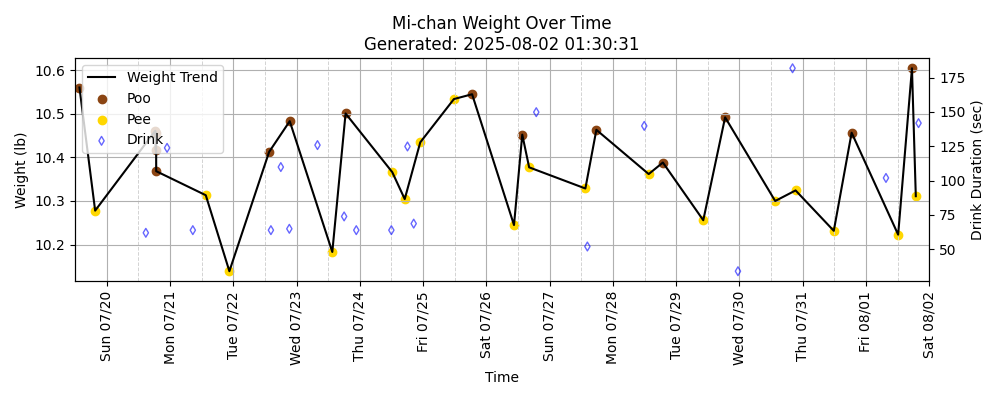 Mi-chan Weight Over Time
Generated: 2025-08-02 01:30:31
Weight (lb)
10.6
10.5
10.4
10.3
10.2
Weight Trend
Poo
Pee
Drink
175
150
125
100
75
50
Drink Duration (sec)
Sun 07/20
Mon 07/21
Tue 07/22
Wed 07/23
Thu 07/24
Fri 07/25
Sat 07/26
Sun 07/27
Mon 07/28
Tue 07/29
Wed 07/30
Thu 07/31
Fri 08/01
Sat 08/02
Time